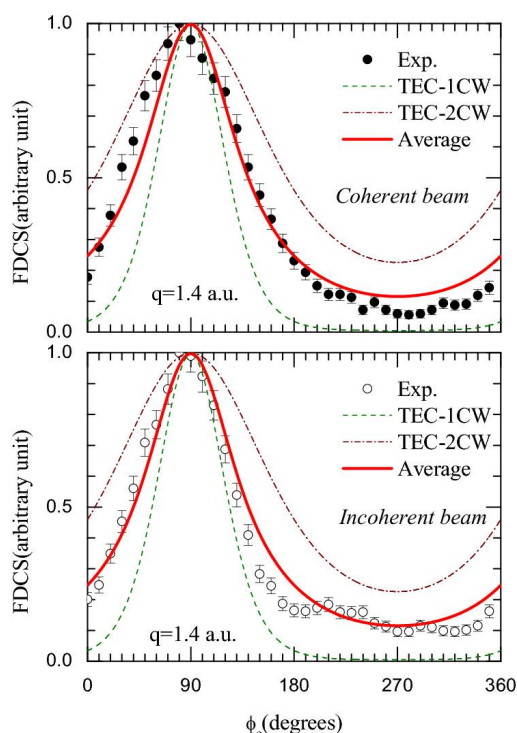 1.0
Exp.
TEC-1CW
TEC-2CW
Average
FDCS(arbitrary unit)
0.5
Coherent beam
q=1.4 a.u.
0.0
1.0
Exp.
TEC-1CW
TEC-2CW
Average
FDCS(arbitrary unit)
0.5
Incoherent beam
q=1.4 a.u.
0.0
0 90 180 270 360
ϕₑ(degrees)